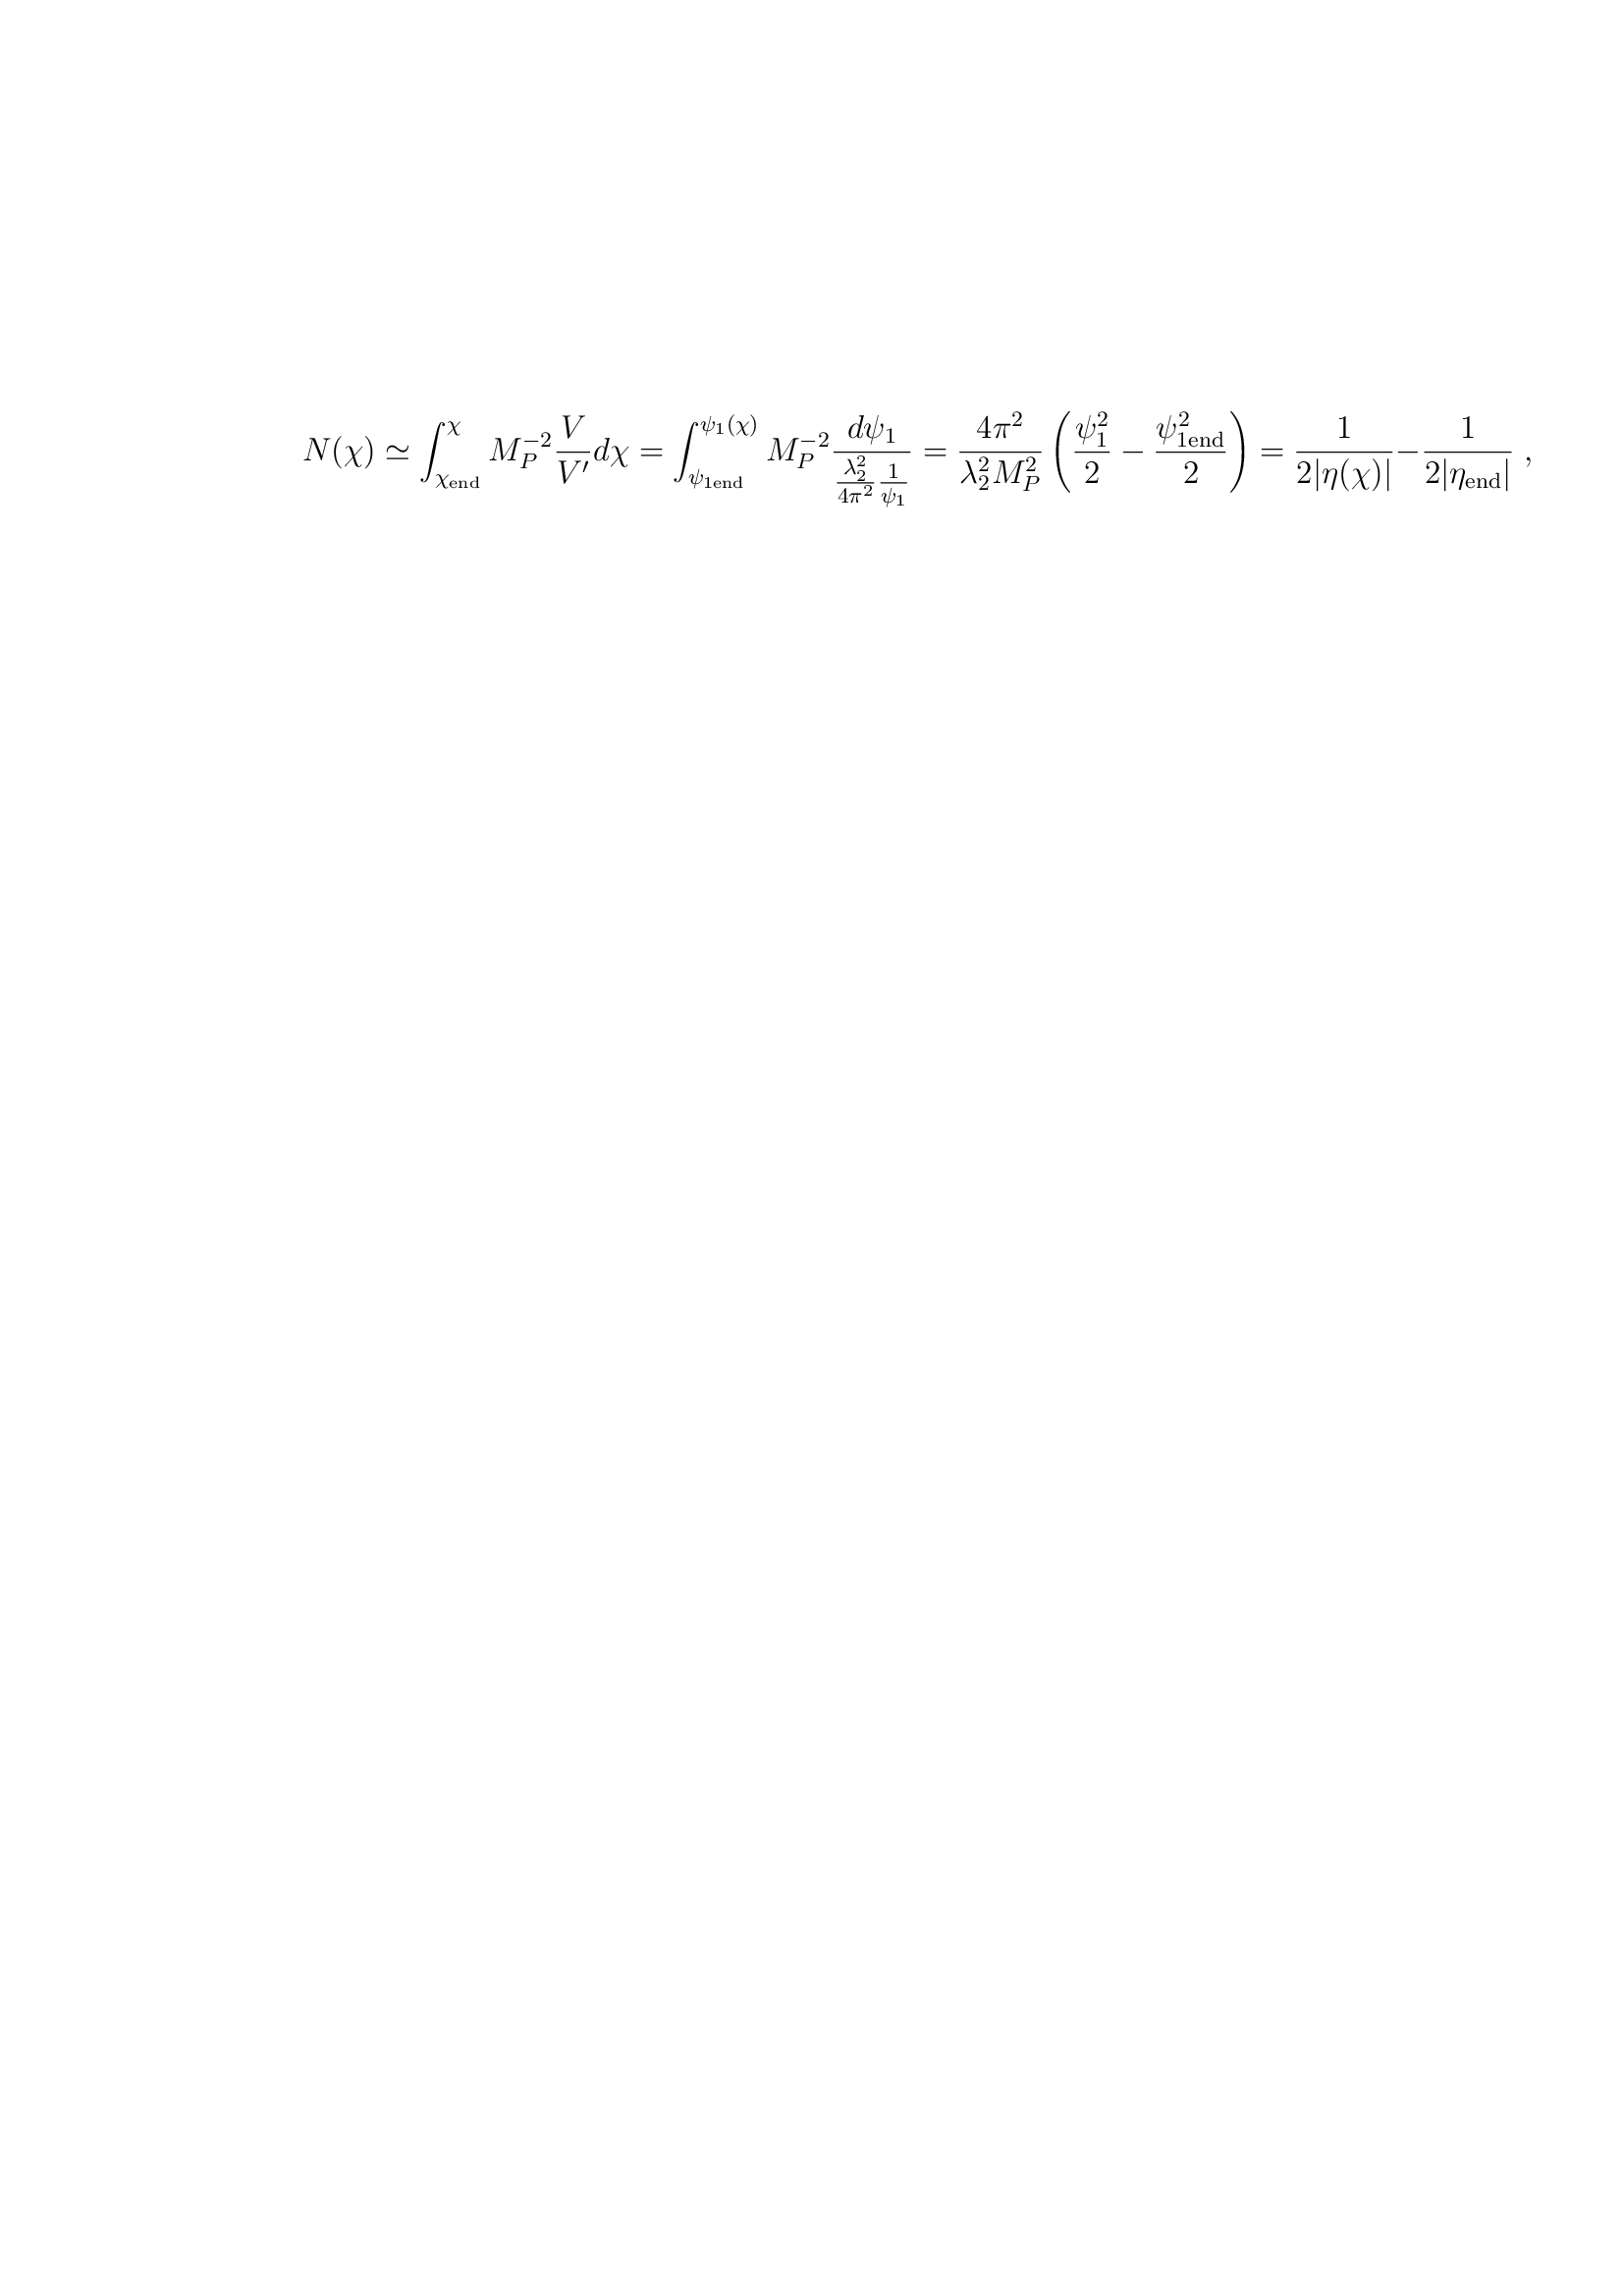 $N(\chi) \simeq \int_{\chi_{\rm end}}^{\chi} M_P^{-2} \frac{V}{V'} d\chi = \int_{\psi_{1{\rm end}}}^{\psi_1(\chi)} M_P^{-2} \frac{d\psi_1}{\frac{\lambda_2^2}{4\pi^2} \frac{1}{\psi_1}} = \frac{4\pi^2}{\lambda_2^2 M_P^2} \left( \frac{\psi_1^2}{2} - \frac{\psi_{1{\rm end}}^2}{2} \right) = \frac{1}{2|\eta(\chi)|} - \frac{1}{2|\eta_{\rm end}|} \ ,$